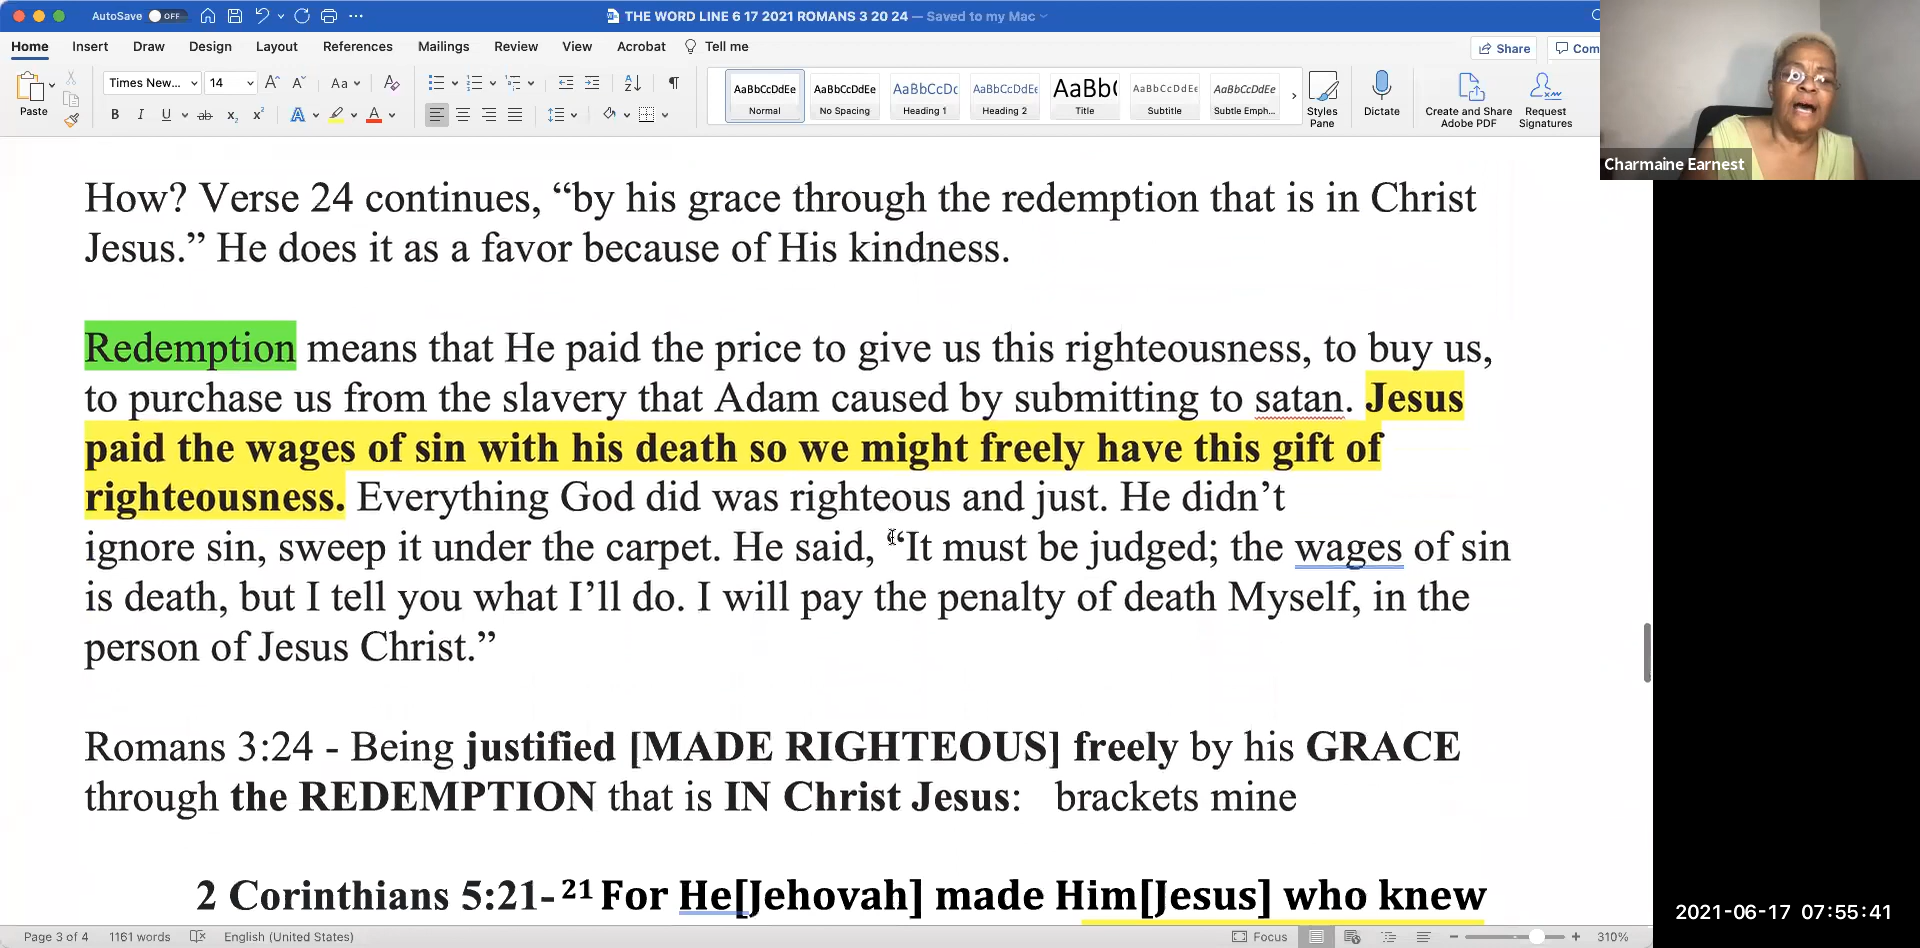 AutoSave OFF THE WORD LINE 6 17 2021 ROMANS 3 20 24 — Saved to my Mac
Home Insert Draw Design Layout References Mailings Review View Acrobat Tell me Share Com
Paste Times New... 14 Aa AaBbCcDdEe AaBbCcDdEe AaBbCcDc AaBbCcDdEe AaBb( AaBbCcDdEe AaBbCcDdEe
B I U ab x₂ x² A A Normal No Spacing Heading 1 Heading 2 Title Subtitle Subtle Emph... Styles Pane Dictate Create and Share Adobe PDF Request Signatures
Charmaine Earnest
How? Verse 24 continues, “by his grace through the redemption that is in Christ
Jesus.” He does it as a favor because of His kindness.
Redemption means that He paid the price to give us this righteousness, to buy us,
to purchase us from the slavery that Adam caused by submitting to satan. Jesus
paid the wages of sin with his death so we might freely have this gift of
righteousness. Everything God did was righteous and just. He didn’t
ignore sin, sweep it under the carpet. He said, “It must be judged; the wages of sin
is death, but I tell you what I’ll do. I will pay the penalty of death Myself, in the
person of Jesus Christ.”
Romans 3:24 - Being justified [MADE RIGHTEOUS] freely by his GRACE
through the REDEMPTION that is IN Christ Jesus: brackets mine
2 Corinthians 5:21- ²¹ For He[Jehovah] made Him[Jesus] who knew
2021-06-17 07:55:41
Page 3 of 4 1161 words English (United States) Focus 310%